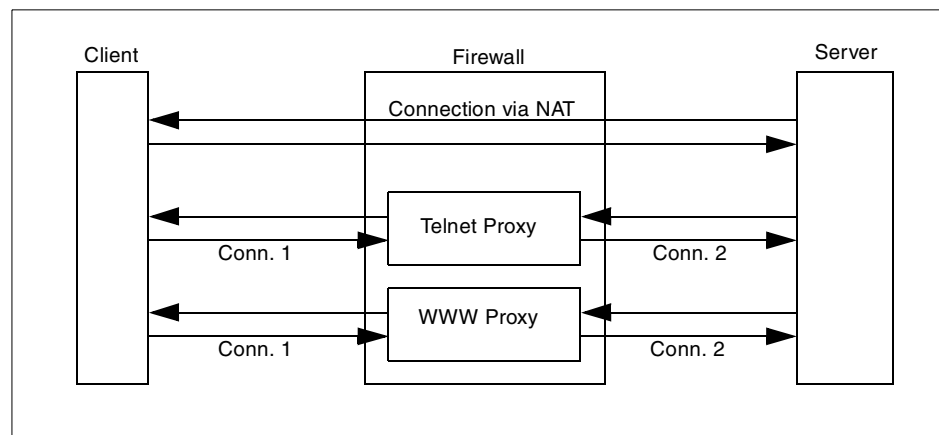 Client
Firewall
Server
Connection via NAT
Telnet Proxy
Conn. 1
Conn. 2
WWW Proxy
Conn. 1
Conn. 2